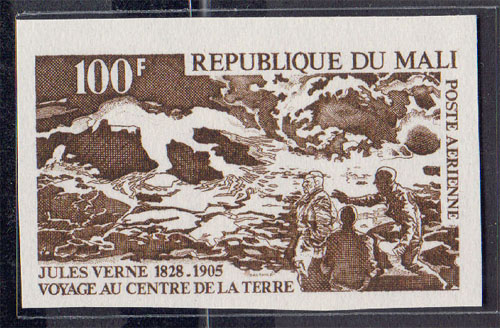 100F
REPUBLIQUE DU MALI
POSTE AERIENNE
JULES VERNE 1828.1905
VOYAGE AU CENTRE DE LA TERRE